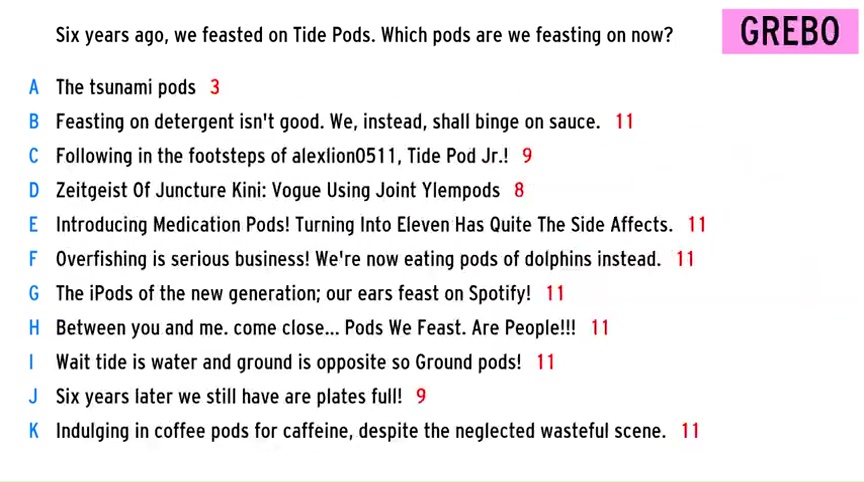 Six years ago, we feasted on Tide Pods. Which pods are we feasting on now?
GREBO
A The tsunami pods 3
B Feasting on detergent isn't good. We, instead, shall binge on sauce. 11
C Following in the footsteps of alexlion0511, Tide Pod Jr.! 9
D Zeitgeist Of Juncture Kini: Vogue Using Joint Ylempods 8
E Introducing Medication Pods! Turning Into Eleven Has Quite The Side Affects. 11
F Overfishing is serious business! We're now eating pods of dolphins instead. 11
G The iPods of the new generation; our ears feast on Spotify! 11
H Between you and me. come close... Pods We Feast. Are People!!! 11
I Wait tide is water and ground is opposite so Ground pods! 11
J Six years later we still have are plates full! 9
K Indulging in coffee pods for caffeine, despite the neglected wasteful scene. 11